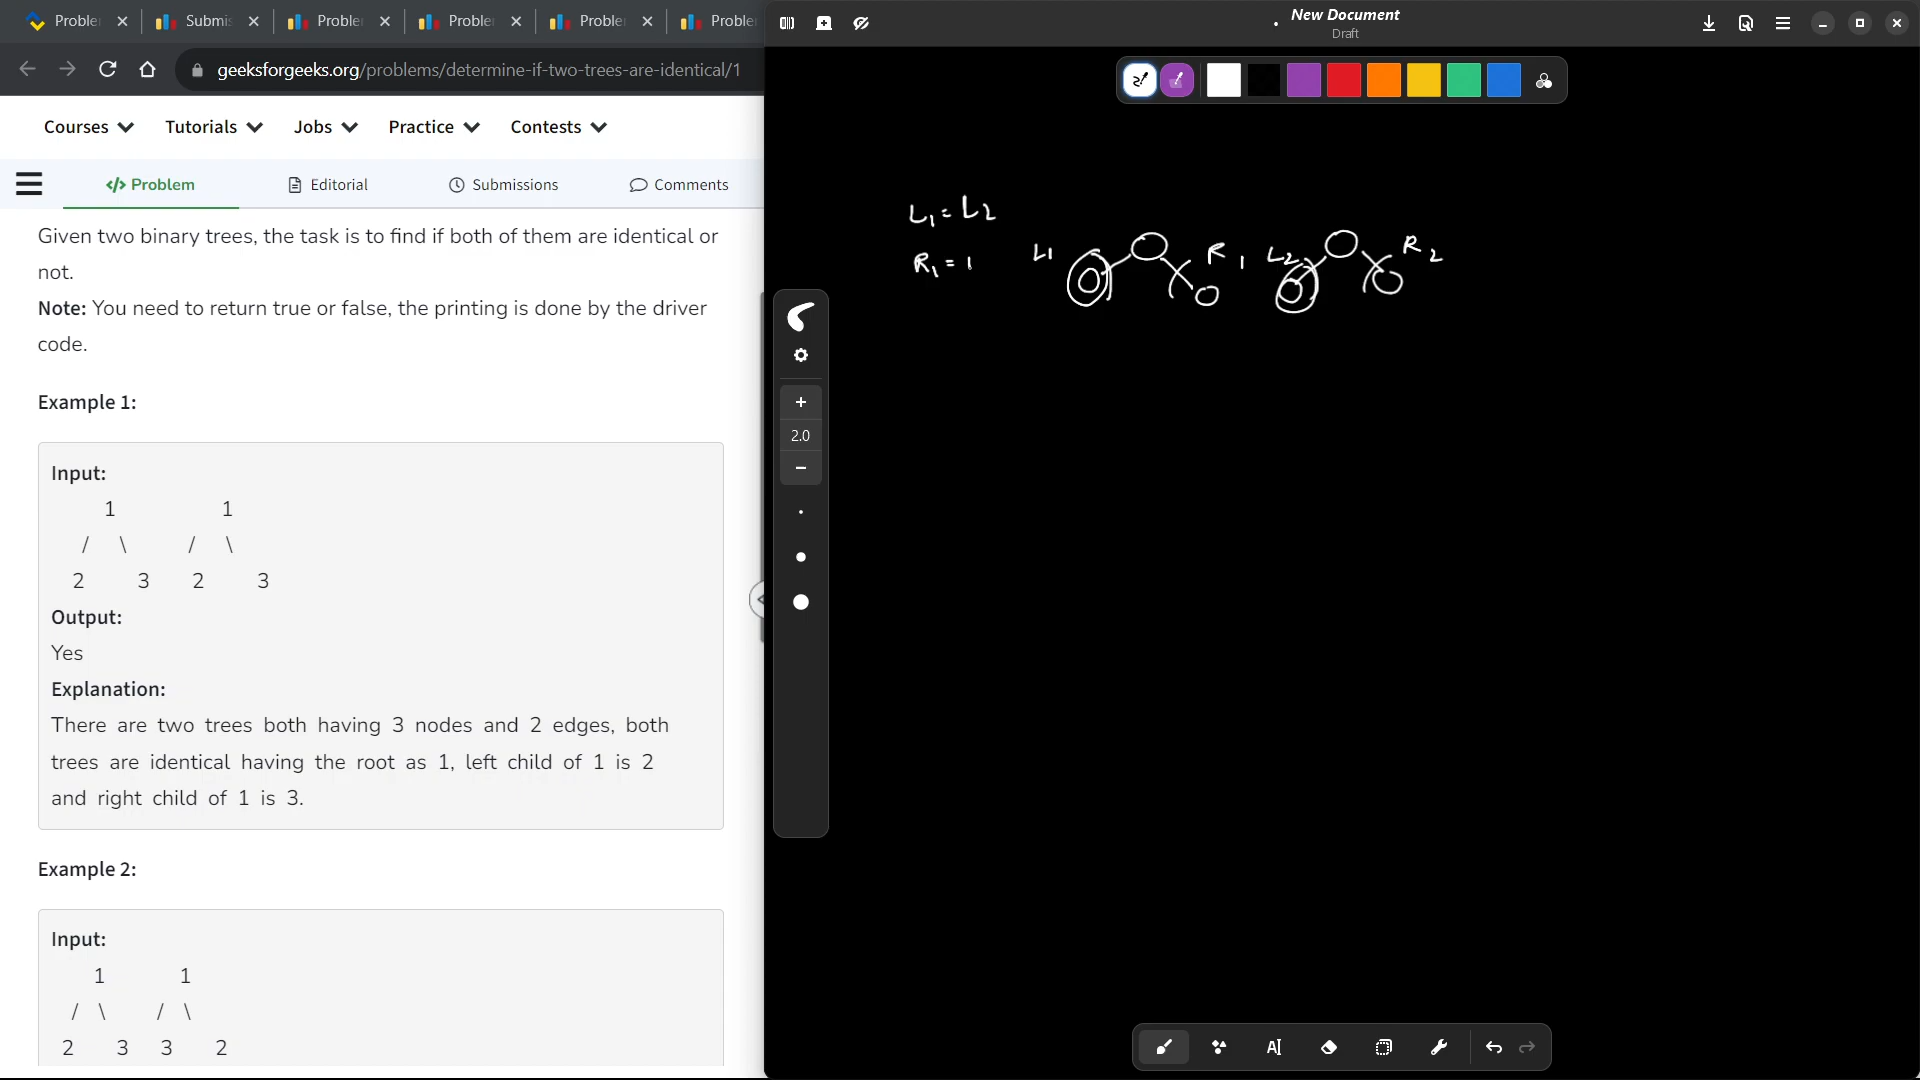 Proble
Submis
Proble
Proble
Proble
Proble
New Document
Draft
geeksforgeeks.org/problems/determine-if-two-trees-are-identical/1
Courses
Tutorials
Jobs
Practice
Contests
</> Problem
Editorial
Submissions
Comments
Given two binary trees, the task is to find if both of them are identical or
not.
Note: You need to return true or false, the printing is done by the driver
code.
Example 1:
Input:
1 1
/ \ / \
2 3 2 3
Output:
Yes
Explanation:
There are two trees both having 3 nodes and 2 edges, both
trees are identical having the root as 1, left child of 1 is 2
and right child of 1 is 3.
Example 2:
Input:
1 1
/ \ / \
2 3 3 2
L1 = L2
R1 = 1
L1 R1 L2 R2
+
2.0
−
AI